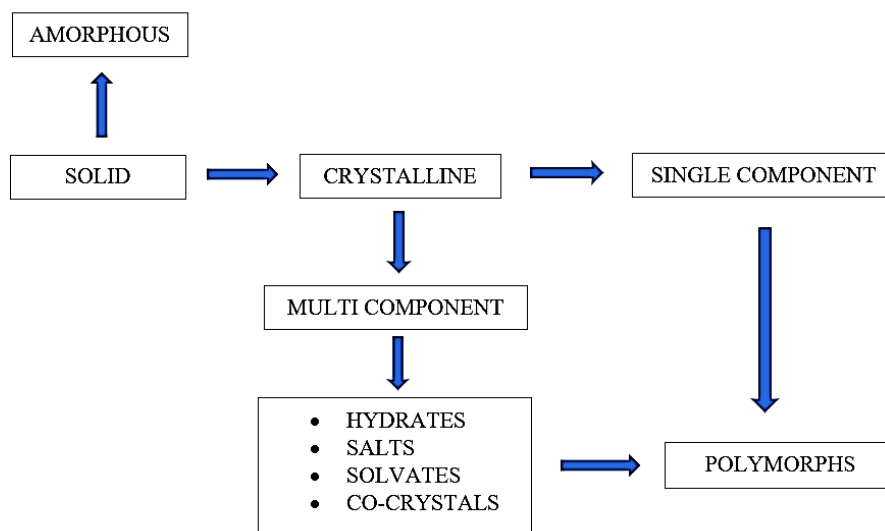 AMORPHOUS
SOLID
CRYSTALLINE
SINGLE COMPONENT
MULTI COMPONENT
• HYDRATES
• SALTS
• SOLVATES
• CO-CRYSTALS
POLYMORPHS